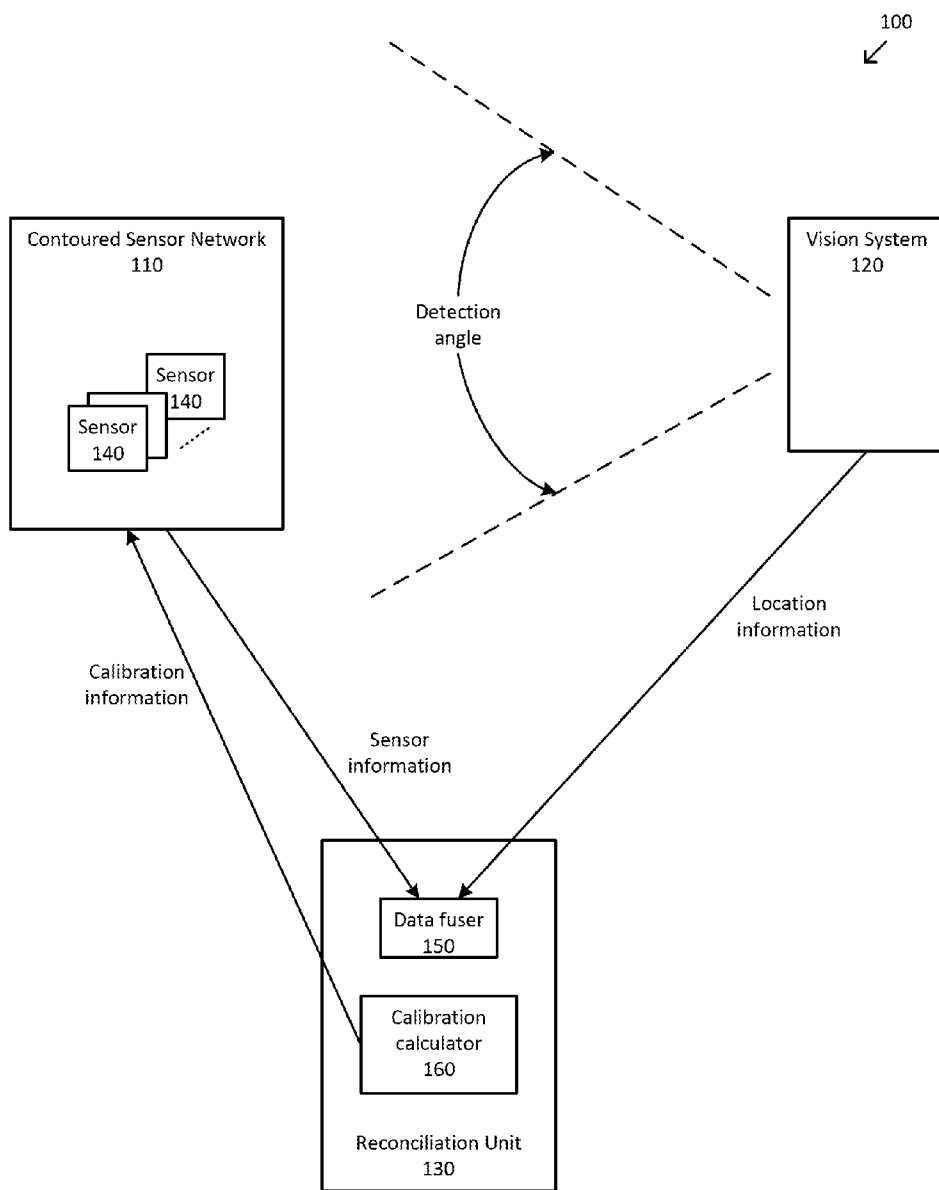 100
Contoured Sensor Network
110
Vision System
120
Detection
angle
Sensor
140
Sensor
140
Location
information
Calibration
information
Sensor
information
Data fuser
150
Calibration
calculator
160
Reconciliation Unit
130